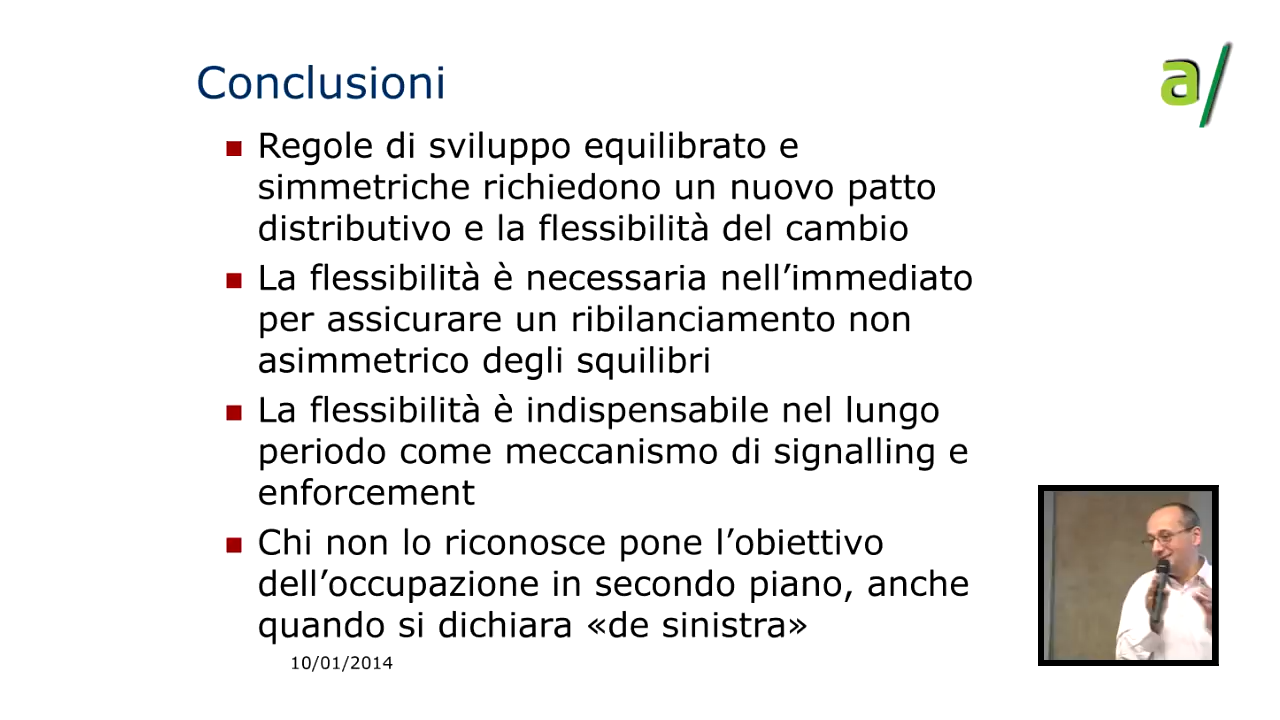 Conclusioni
a/
Regole di sviluppo equilibrato e
simmetriche richiedono un nuovo patto
distributivo e la flessibilità del cambio
La flessibilità è necessaria nell’immediato
per assicurare un ribilanciamento non
asimmetrico degli squilibri
La flessibilità è indispensabile nel lungo
periodo come meccanismo di signalling e
enforcement
Chi non lo riconosce pone l’obiettivo
dell’occupazione in secondo piano, anche
quando si dichiara «de sinistra»
10/01/2014